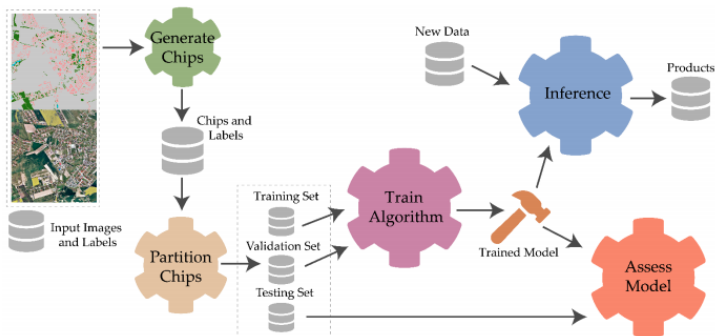 Generate
Chips
Chips and
Labels
Input Images
and Labels
Partition
Chips
Training Set
Validation Set
Testing Set
Train
Algorithm
Trained Model
New Data
Inference
Products
Assess
Model